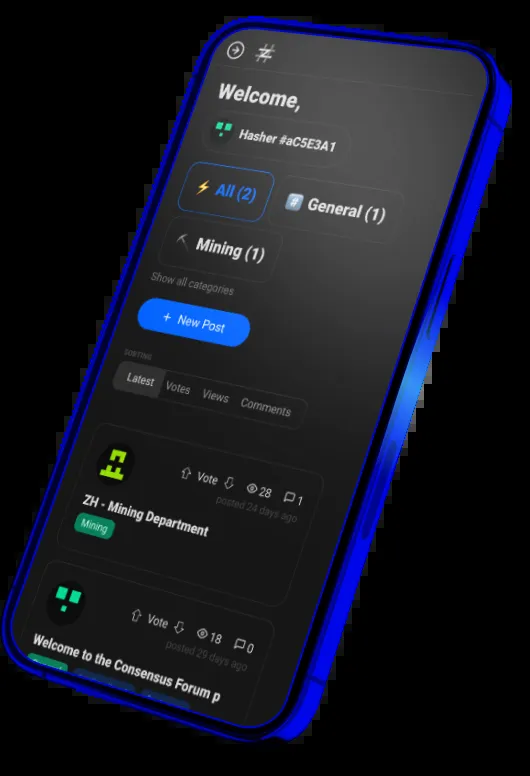 Welcome,
Hasher #aC5E3A1
⚡ All (2)
#️⃣ General (1)
⛏ Mining (1)
Show all categories
+ New Post
SORTING
Latest Votes Views Comments
Vote 28 1
posted 24 days ago
ZH - Mining Department
Mining
Vote 18 0
posted 29 days ago
Welcome to the Consensus Forum p